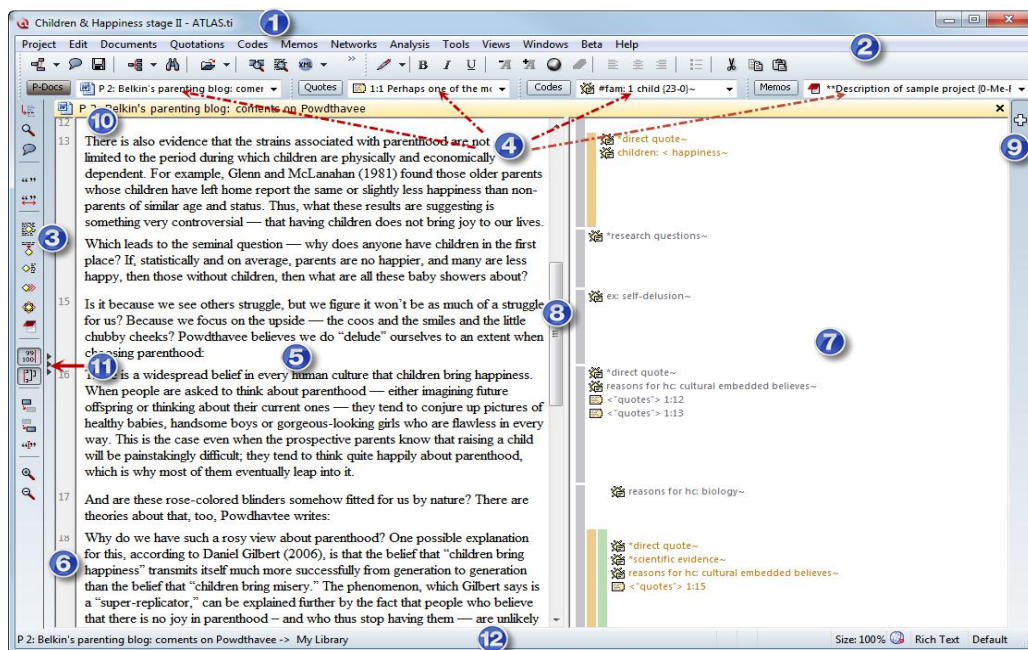 Children & Happiness stage II - ATLAS.ti
1
Project Edit Documents Quotations Codes Memos Networks Analysis Tools Views Windows Beta Help
2
B I U
P-Docs P 2: Belkin's parenting blog: comer Quotes 1:1 Perhaps one of the mo Codes #fam: 1 child (23-0)~ Memos **Description of sample project (0-Me-F
P 2: Belkin's parenting blog: coments on Powdthavee
10
4
9
12
13 There is also evidence that the strains associated with parenthood are not *direct quote~
limited to the period during which children are physically and economically children: < happiness~
dependent. For example, Glenn and McLanahan (1981) found those older parents
whose children have left home report the same or slightly less happiness than non-
parents of similar age and status. Thus, what these results are suggesting is
something very controversial — that having children does not bring joy to our lives.
3
Which leads to the seminal question — why does anyone have children in the first *research questions~
place? If, statistically and on average, parents are no happier, and many are less
happy, then those without children, then what are all these baby showers about?
15 Is it because we see others struggle, but we figure it won't be as much of a struggle ex: self-delusion~
for us? Because we focus on the upside — the coos and the smiles and the little
8
chubby cheeks? Powdthavee believes we do “delude” ourselves to an extent when
7
choosing parenthood:
5
99
100
11
16 There is a widespread belief in every human culture that children bring happiness. *direct quote~
When people are asked to think about parenthood — either imagining future reasons for hc: cultural embedded believes~
offspring or thinking about their current ones — they tend to conjure up pictures of <"quotes"> 1:12
healthy babies, handsome boys or gorgeous-looking girls who are flawless in every <"quotes"> 1:13
way. This is the case even when the prospective parents know that raising a child
will be painstakingly difficult; they tend to think quite happily about parenthood,
which is why most of them eventually leap into it.
17 And are these rose-colored blinders somehow fitted for us by nature? There are reasons for hc: biology~
theories about that, too, Powdhavtee writes:
18 Why do we have such a rosy view about parenthood? One possible explanation *direct quote~
for this, according to Daniel Gilbert (2006), is that the belief that “children bring *scientific evidence~
6
happiness” transmits itself much more successfully from generation to generation reasons for hc: cultural embedded believes~
than the belief that “children bring misery.” The phenomenon, which Gilbert says is <"quotes"> 1:15
a “super-replicator,” can be explained further by the fact that people who believe
that there is no joy in parenthood – and who thus stop having them — are unlikely
P 2: Belkin's parenting blog: coments on Powdthavee -> My Library 12 Size: 100% Rich Text Default